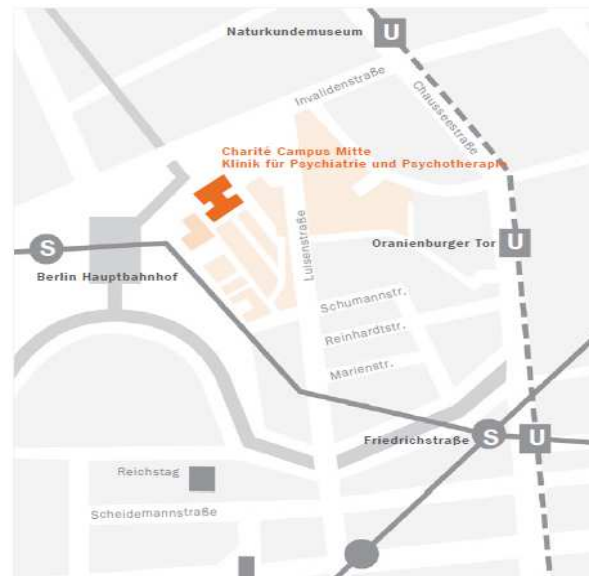 Naturkundemuseum U
Invalidenstraße
Chausseestraße
Charité Campus Mitte
Klinik für Psychiatrie und Psychotherapie
Luisenstraße
S
Berlin Hauptbahnhof
Oranienburger Tor U
Schumannstr.
Reinhardtstr.
Marienstr.
Friedrichstraße S U
Reichstag
Scheidemannstraße